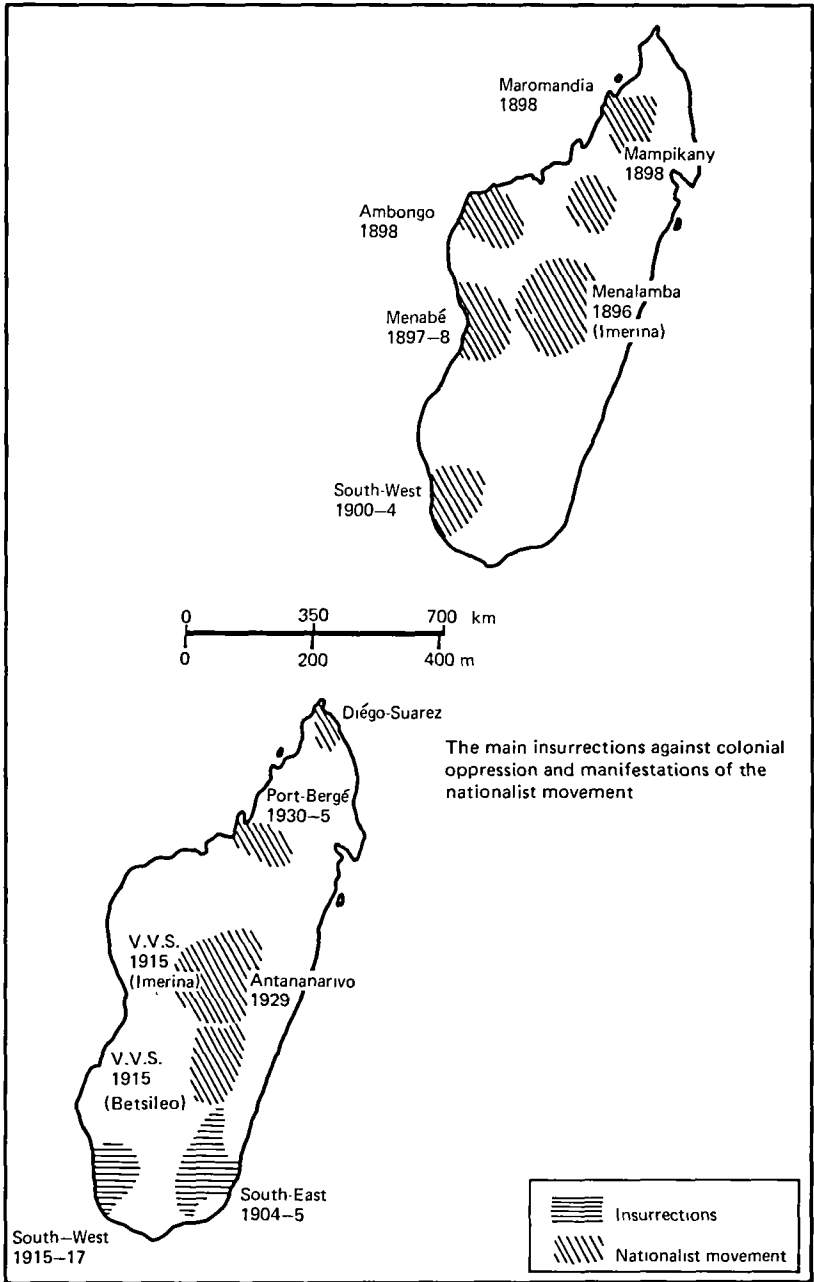 Maromandia
1898
Mampikany
1898
Ambongo
1898
Menalamba
1896
(Imerina)
Menabé
1897–8
South-West
1900–4
0 350 700 km
0 200 400 m
Diégo-Suarez
The main insurrections against colonial
oppression and manifestations of the
nationalist movement
Port-Bergé
1930–5
V.V.S.
1915
(Imerina)
Antananarivo
1929
V.V.S.
1915
(Betsileo)
South-East
1904–5
South–West
1915–17
Insurrections
Nationalist movement